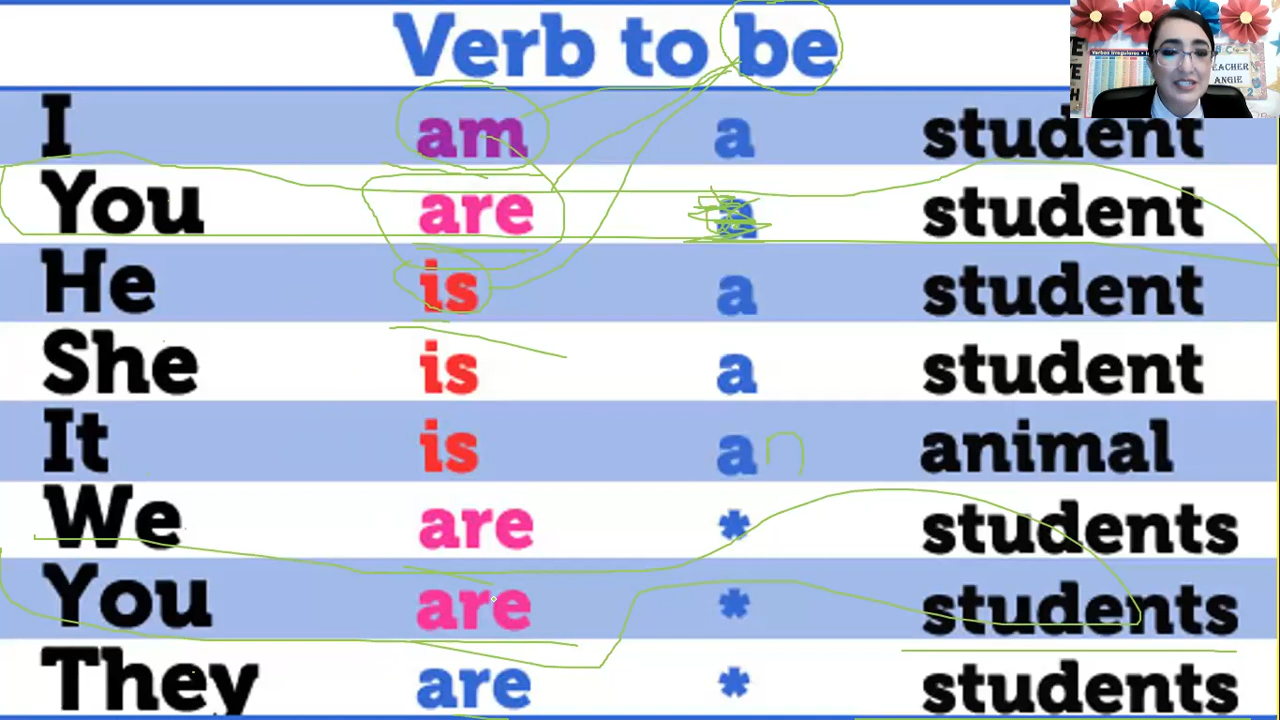 Verb to be
I am a student
You are a student
He is a student
She is a student
It is an animal
We are * students
You are * students
They are * students
TEACHER
ANGIE